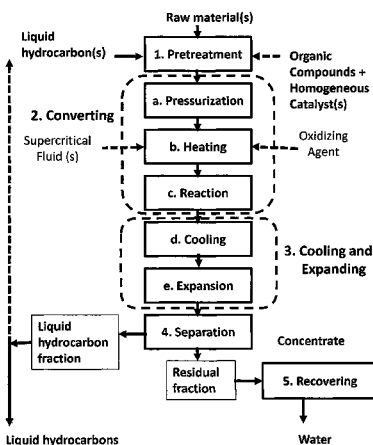 Raw material(s)
Liquid
hydrocarbon(s)
1. Pretreatment
Organic
Compounds +
Homogeneous
Catalyst(s)
a. Pressurization
2. Converting
Supercritical
Fluid (s)
b. Heating
Oxidizing
Agent
c. Reaction
d. Cooling
3. Cooling and
Expanding
e. Expansion
Liquid
hydrocarbon
fraction
4. Separation
Concentrate
Residual
fraction
5. Recovering
Liquid hydrocarbons
Water